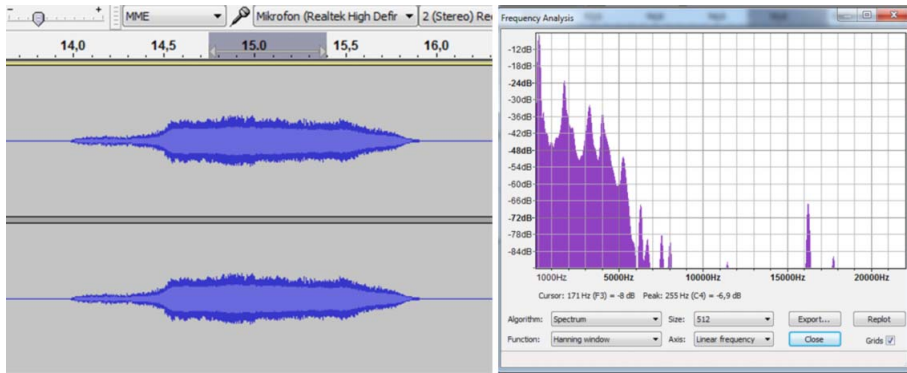 MME
Mikrofon (Realtek High Defir
2 (Stereo) Re
14,0 14,5 15,0 15,5 16,0
Frequency Analysis
-12dB
-18dB
-24dB
-30dB
-36dB
-42dB
-48dB
-54dB
-60dB
-66dB
-72dB
-78dB
-84dB
1000Hz 5000Hz 10000Hz 15000Hz 20000Hz
Cursor: 171 Hz (F3) = -8 dB Peak: 255 Hz (C4) = -6,9 dB
Algorithm: Spectrum Size: 512 Export... Replot
Function: Hanning window Axis: Linear frequency Close Grids